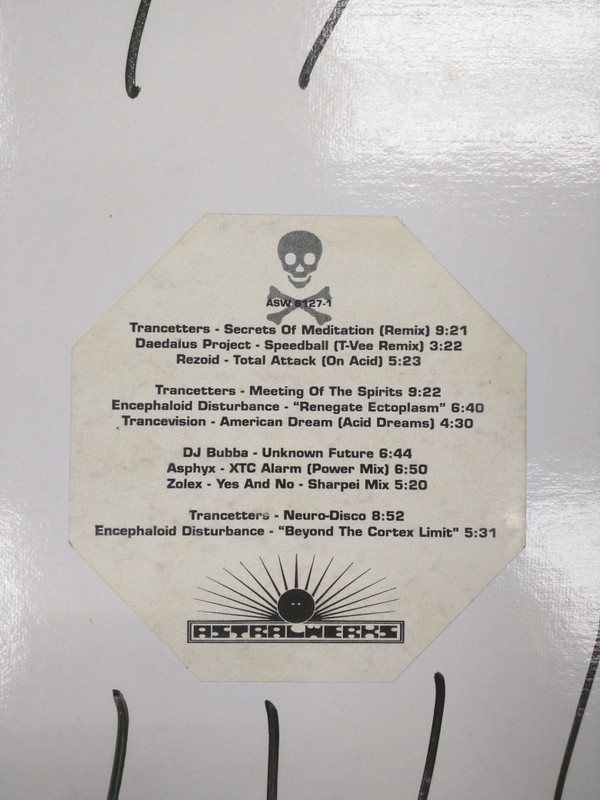 ASW 6127-1
Trancetters - Secrets Of Meditation (Remix) 9:21
Daedalus Project - Speedball (T-Vee Remix) 3:22
Rezoid - Total Attack (On Acid) 5:23
Trancetters - Meeting Of The Spirits 9:22
Encephaloid Disturbance - “Renegate Ectoplasm” 6:40
Trancevision - American Dream (Acid Dreams) 4:30
DJ Bubba - Unknown Future 6:44
Asphyx - XTC Alarm (Power Mix) 6:50
Zolex - Yes And No - Sharpei Mix 5:20
Trancetters - Neuro-Disco 8:52
Encephaloid Disturbance - “Beyond The Cortex Limit” 5:31
ASTRALWERKS